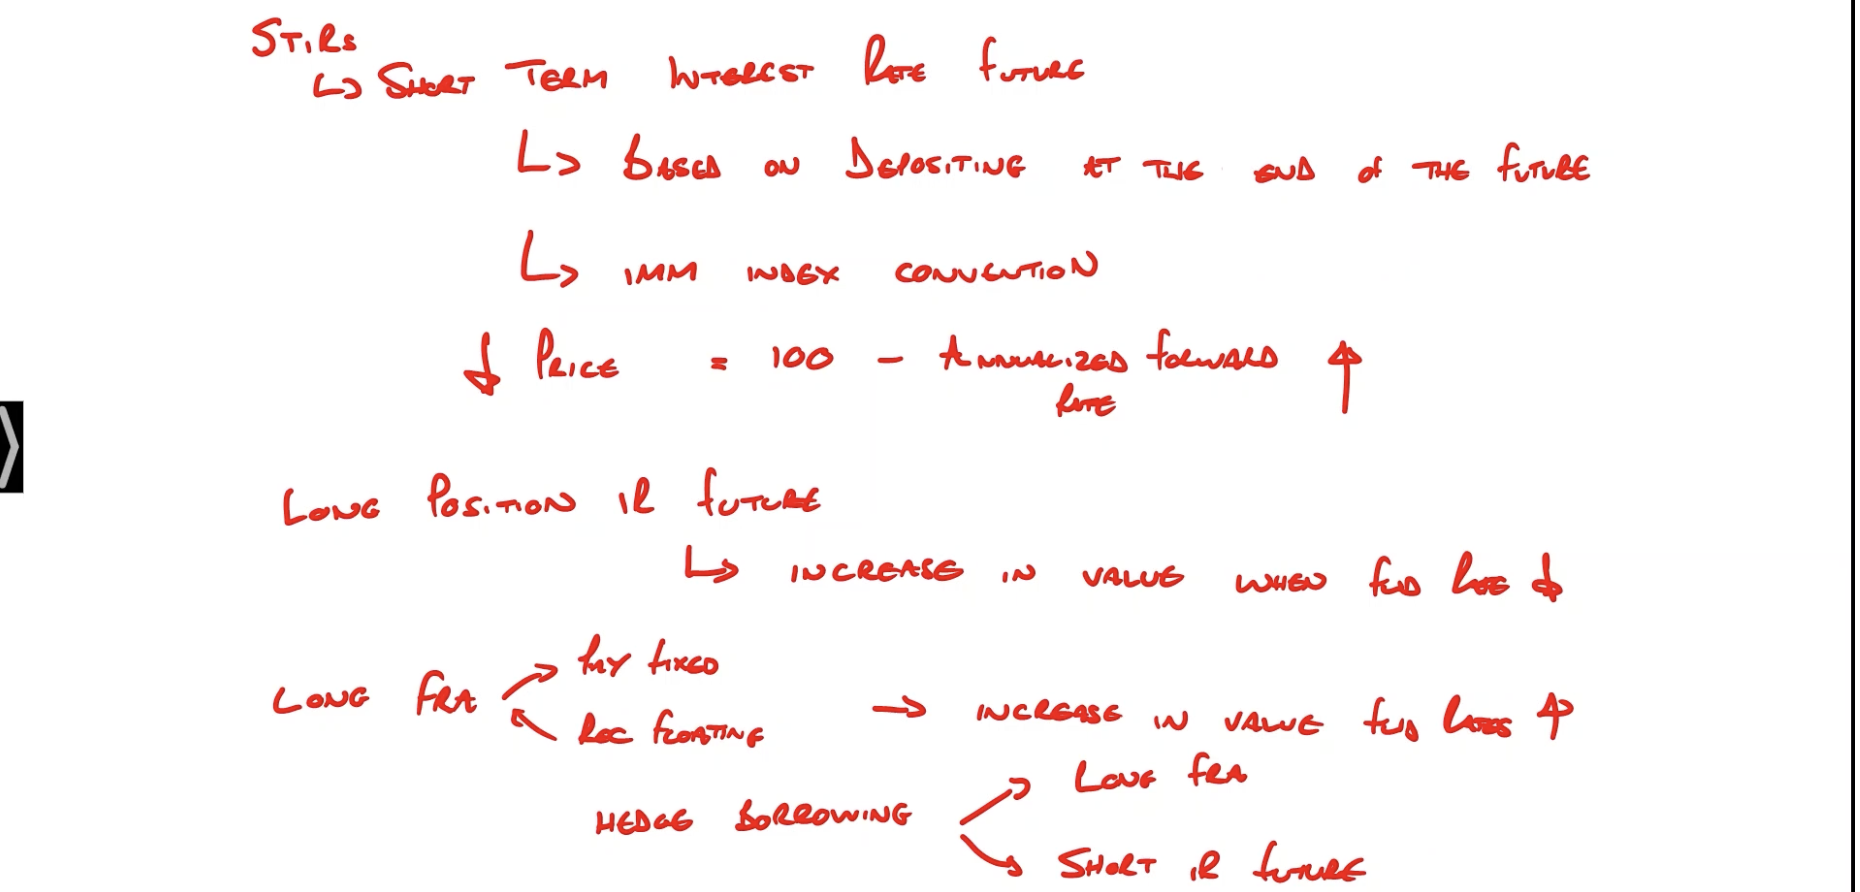 STIRs
↳ SHORT TERM INTEREST RATE FUTURE
↳ BASED ON DEPOSITING AT THE END OF THE FUTURE
↳ IMM INDEX CONVENTION
↓ PRICE = 100 - ANNUALIZED FORWARD ↑
RATE
LONG POSITION IR FUTURE
↳ INCREASE IN VALUE WHEN FWD RATE ↓
PAY FIXED
LONG FRA
REC FLOATING → INCREASE IN VALUE FWD RATES ↑
LONG FRA
HEDGE BORROWING
SHORT IR FUTURE